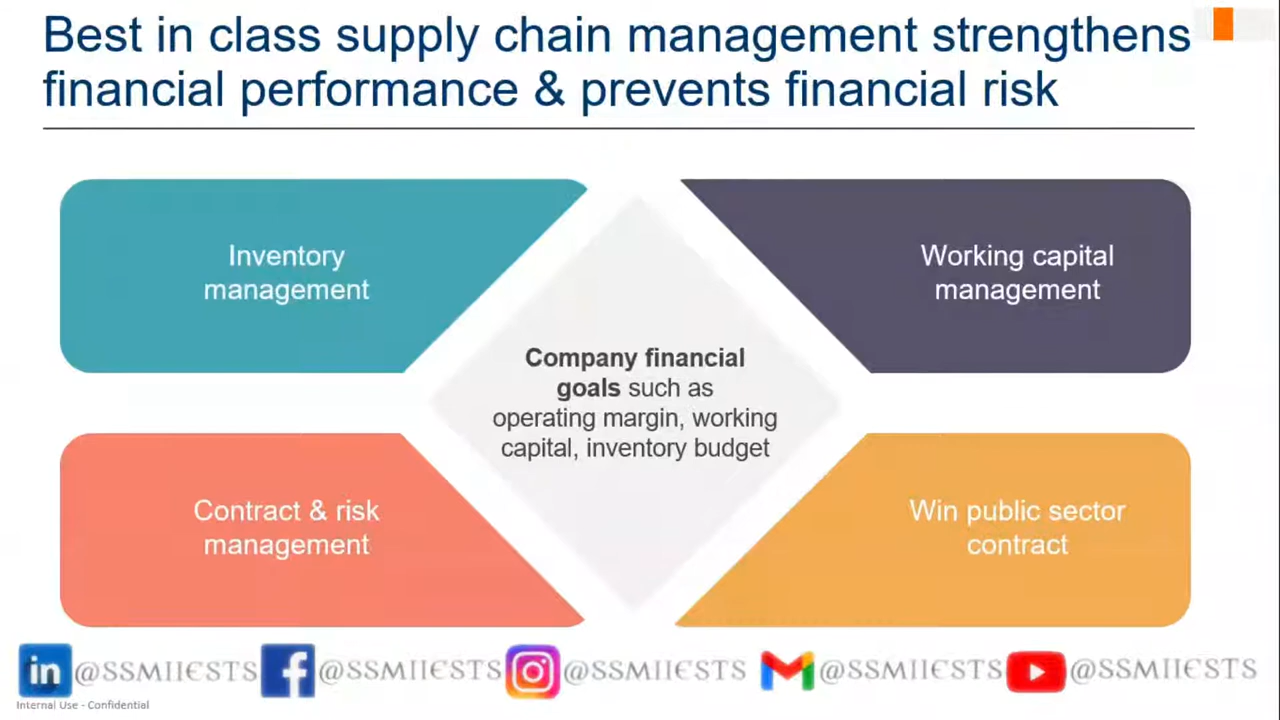 Best in class supply chain management strengthens
financial performance & prevents financial risk
Inventory
management
Working capital
management
Company financial
goals such as
operating margin, working
capital, inventory budget
Contract & risk
management
Win public sector
contract
in @SSMIIESTS f @SSMIIESTS @SSMIIESTS @SSMIIESTS @SSMIIESTS
Internal Use - Confidential